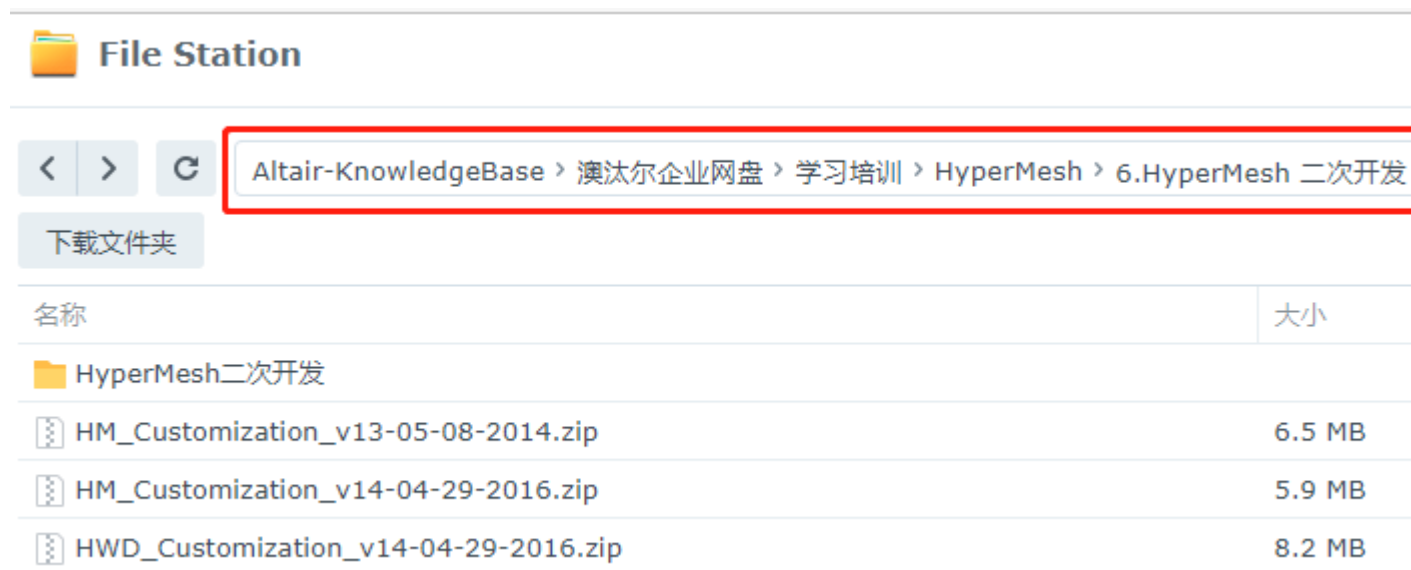 File Station
Altair-KnowledgeBase › 澳汰尔企业网盘 › 学习培训 › HyperMesh › 6.HyperMesh 二次开发
下载文件夹
名称 大小
HyperMesh二次开发
HM_Customization_v13-05-08-2014.zip 6.5 MB
HM_Customization_v14-04-29-2016.zip 5.9 MB
HWD_Customization_v14-04-29-2016.zip 8.2 MB